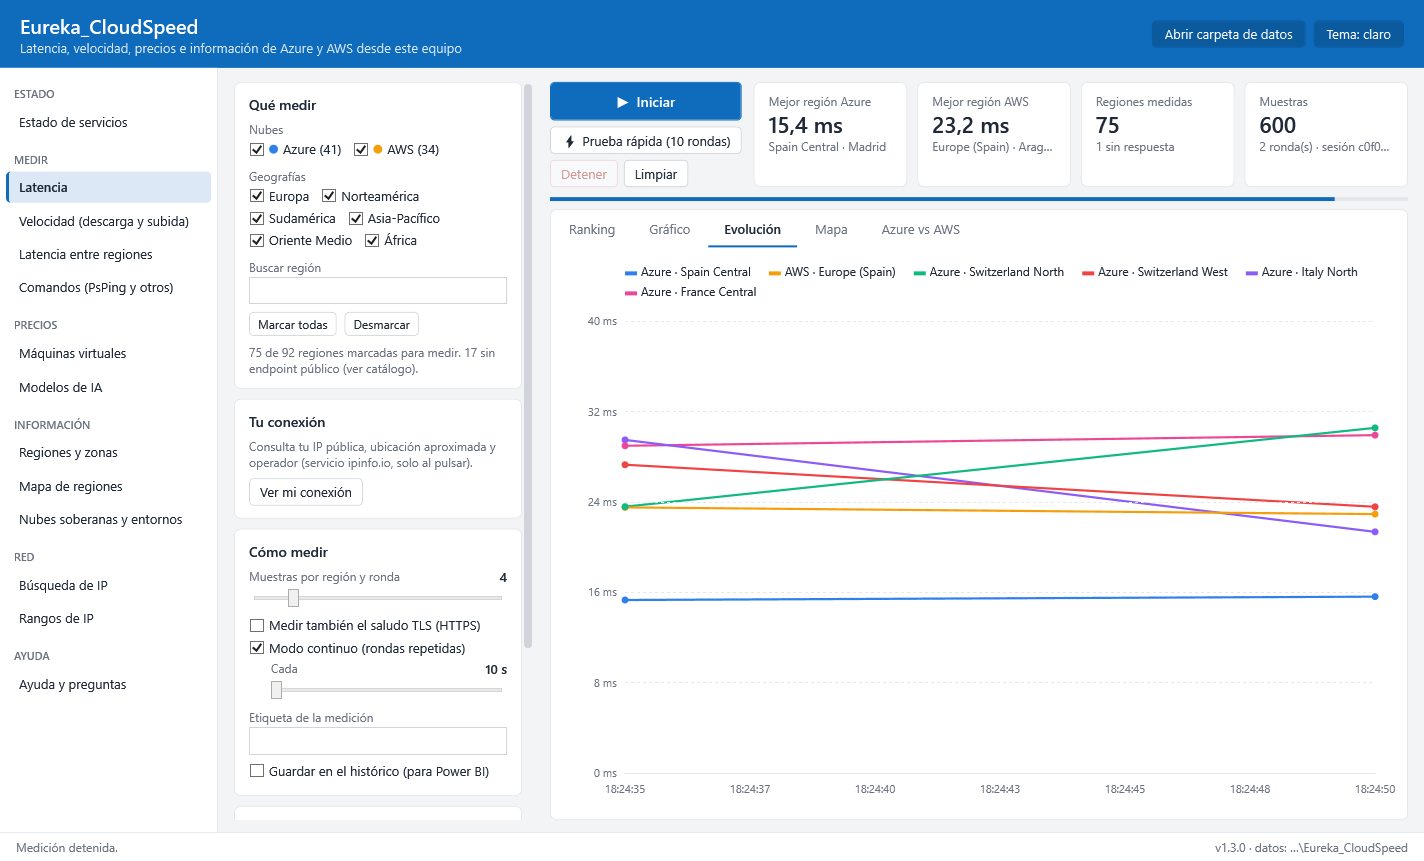 Eureka_CloudSpeed
Latencia, velocidad, precios e información de Azure y AWS desde este equipo
Abrir carpeta de datos
Tema: claro
ESTADO
Estado de servicios
MEDIR
Latencia
Velocidad (descarga y subida)
Latencia entre regiones
Comandos (PsPing y otros)
PRECIOS
Máquinas virtuales
Modelos de IA
INFORMACIÓN
Regiones y zonas
Mapa de regiones
Nubes soberanas y entornos
RED
Búsqueda de IP
Rangos de IP
AYUDA
Ayuda y preguntas
Qué medir
Nubes
Azure (41) AWS (34)
Geografías
Europa Norteamérica
Sudamérica Asia-Pacífico
Oriente Medio África
Buscar región
Marcar todas Desmarcar
75 de 92 regiones marcadas para medir. 17 sin
endpoint público (ver catálogo).
Tu conexión
Consulta tu IP pública, ubicación aproximada y
operador (servicio ipinfo.io, solo al pulsar).
Ver mi conexión
Cómo medir
Muestras por región y ronda 4
Medir también el saludo TLS (HTTPS)
Modo continuo (rondas repetidas)
Cada 10 s
Etiqueta de la medición
Guardar en el histórico (para Power BI)
Iniciar
Prueba rápida (10 rondas)
Detener Limpiar
Mejor región Azure
15,4 ms
Spain Central · Madrid
Mejor región AWS
23,2 ms
Europe (Spain) · Arag...
Regiones medidas
75
1 sin respuesta
Muestras
600
2 ronda(s) · sesión c0f0...
Ranking Gráfico Evolución Mapa Azure vs AWS
Azure · Spain Central AWS · Europe (Spain) Azure · Switzerland North Azure · Switzerland West Azure · Italy North
Azure · France Central
40 ms
32 ms
24 ms
16 ms
8 ms
0 ms
18:24:35 18:24:37 18:24:40 18:24:43 18:24:45 18:24:48 18:24:50
Medición detenida.
v1.3.0 · datos: ...\Eureka_CloudSpeed